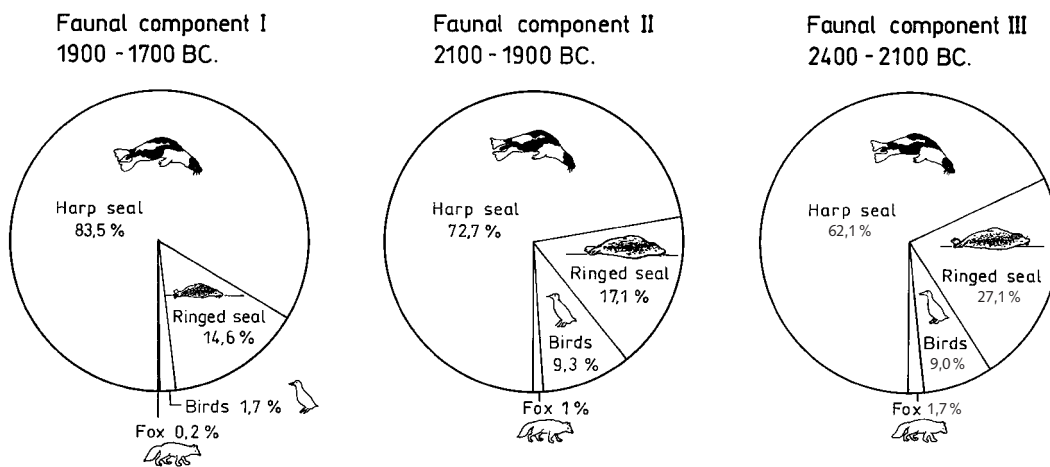 Faunal component I
1900 - 1700 BC.
Harp seal
83,5 %
Ringed seal
14,6 %
Birds 1,7 %
Fox 0,2 %
Faunal component II
2100 - 1900 BC.
Harp seal
72,7 %
Ringed seal
17,1 %
Birds
9,3 %
Fox 1 %
Faunal component III
2400 - 2100 BC.
Harp seal
62,1 %
Ringed seal
27,1 %
Birds
9,0 %
Fox 1,7 %